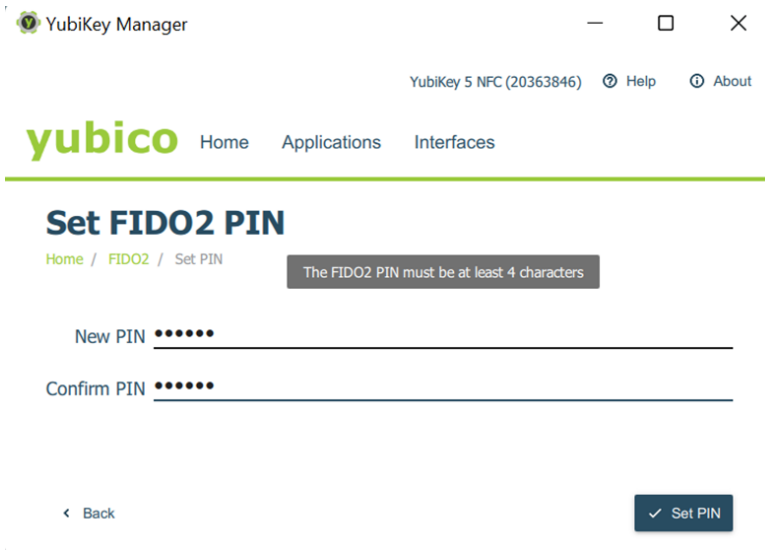 YubiKey Manager
YubiKey 5 NFC (20363846) Help About
yubico Home Applications Interfaces
Set FIDO2 PIN
Home / FIDO2 / Set PIN
The FIDO2 PIN must be at least 4 characters
New PIN ••••••
Confirm PIN ••••••
Back Set PIN